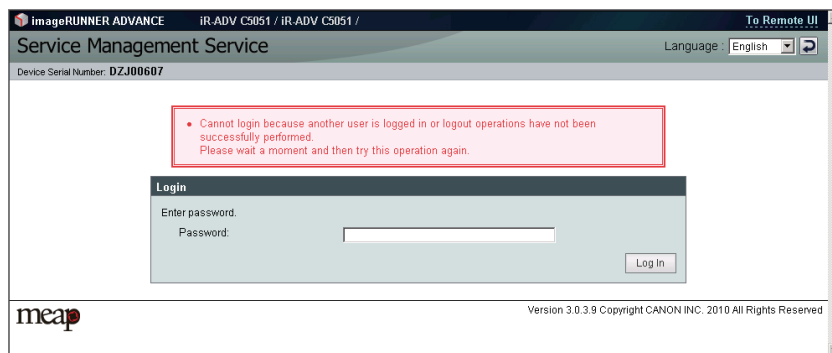 imageRUNNER ADVANCE iR-ADV C5051 / iR-ADV C5051 / To Remote UI
Service Management Service Language : English
Device Serial Number: DZJ00607
• Cannot login because another user is logged in or logout operations have not been
successfully performed.
Please wait a moment and then try this operation again.
Login
Enter password.
Password:
Log In
meap Version 3.0.3.9 Copyright CANON INC. 2010 All Rights Reserved